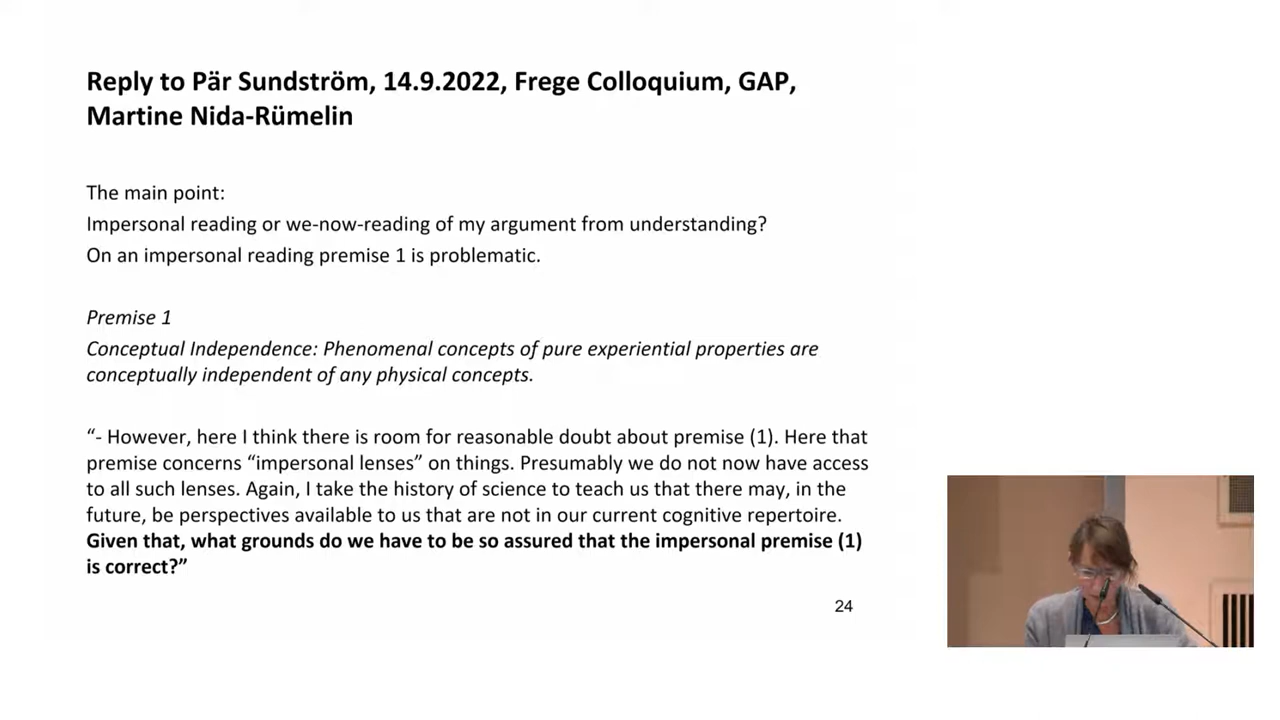 Reply to Pär Sundström, 14.9.2022, Frege Colloquium, GAP,
Martine Nida-Rümelin
The main point:
Impersonal reading or we-now-reading of my argument from understanding?
On an impersonal reading premise 1 is problematic.
Premise 1
Conceptual Independence: Phenomenal concepts of pure experiential properties are
conceptually independent of any physical concepts.
“- However, here I think there is room for reasonable doubt about premise (1). Here that
premise concerns “impersonal lenses” on things. Presumably we do not now have access
to all such lenses. Again, I take the history of science to teach us that there may, in the
future, be perspectives available to us that are not in our current cognitive repertoire.
Given that, what grounds do we have to be so assured that the impersonal premise (1)
is correct?”
24